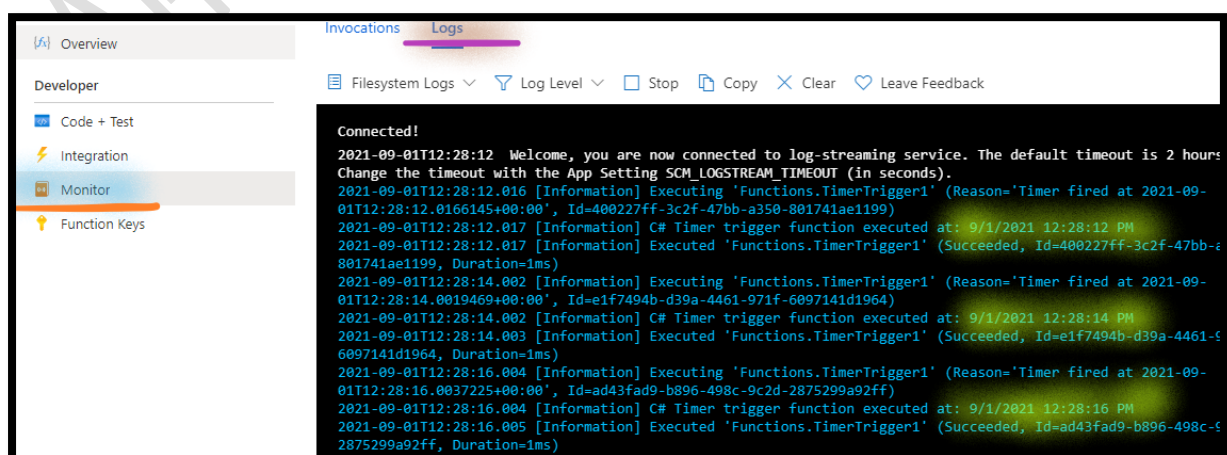 Invocations Logs
Overview
Developer
Filesystem Logs Log Level Stop Copy Clear Leave Feedback
Code + Test
Integration
Monitor
Function Keys
Connected!
2021-09-01T12:28:12 Welcome, you are now connected to log-streaming service. The default timeout is 2 hours
Change the timeout with the App Setting SCM_LOGSTREAM_TIMEOUT (in seconds).
2021-09-01T12:28:12.016 [Information] Executing 'Functions.TimerTrigger1' (Reason='Timer fired at 2021-09-
01T12:28:12.0166145+00:00', Id=400227ff-3c2f-47bb-a350-801741ae1199)
2021-09-01T12:28:12.017 [Information] C# Timer trigger function executed at: 9/1/2021 12:28:12 PM
2021-09-01T12:28:12.017 [Information] Executed 'Functions.TimerTrigger1' (Succeeded, Id=400227ff-3c2f-47bb-a
801741ae1199, Duration=1ms)
2021-09-01T12:28:14.002 [Information] Executing 'Functions.TimerTrigger1' (Reason='Timer fired at 2021-09-
01T12:28:14.0019469+00:00', Id=e1f7494b-d39a-4461-971f-6097141d1964)
2021-09-01T12:28:14.002 [Information] C# Timer trigger function executed at: 9/1/2021 12:28:14 PM
2021-09-01T12:28:14.003 [Information] Executed 'Functions.TimerTrigger1' (Succeeded, Id=e1f7494b-d39a-4461-9
6097141d1964, Duration=1ms)
2021-09-01T12:28:16.004 [Information] Executing 'Functions.TimerTrigger1' (Reason='Timer fired at 2021-09-
01T12:28:16.0037225+00:00', Id=ad43fad9-b896-498c-9c2d-2875299a92ff)
2021-09-01T12:28:16.004 [Information] C# Timer trigger function executed at: 9/1/2021 12:28:16 PM
2021-09-01T12:28:16.005 [Information] Executed 'Functions.TimerTrigger1' (Succeeded, Id=ad43fad9-b896-498c-9
2875299a92ff, Duration=1ms)